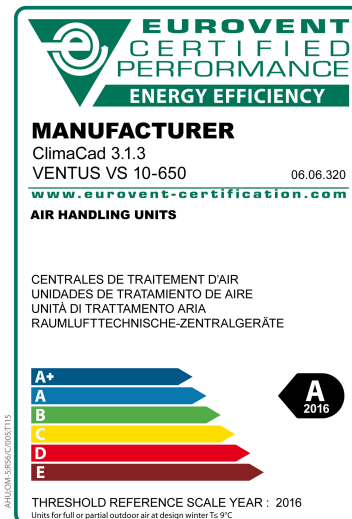 EUROVENT
CERTIFIED
PERFORMANCE
ENERGY EFFICIENCY
MANUFACTURER
ClimaCad 3.1.3
VENTUS VS 10-650 06.06.320
www.eurovent-certification.com
AIR HANDLING UNITS
CENTRALES DE TRAITEMENT D'AIR
UNIDADES DE TRATAMIENTO DE AIRE
UNITÀ DI TRATTAMENTO ARIA
RAUMLUFTTECHNISCHE-ZENTRALGERÄTE
A+
A
B
C
D
E
A
2016
AHU:OM-5:RS6/C/005:T115
THRESHOLD REFERENCE SCALE YEAR : 2016
Units for full or partial outdoor air at design winter T≤ 9°C